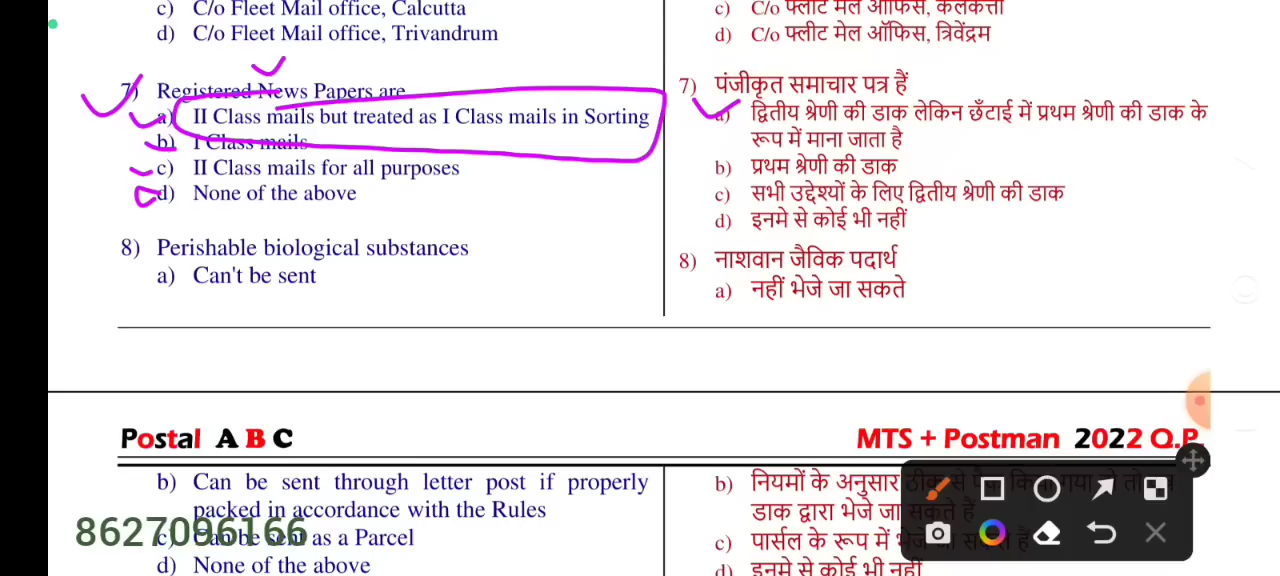 c) C/o Fleet Mail office, Calcutta
d) C/o Fleet Mail office, Trivandrum
7) Registered News Papers are
a) II Class mails but treated as I Class mails in Sorting
b) I Class mails
c) II Class mails for all purposes
d) None of the above
8) Perishable biological substances
a) Can't be sent
c) C/o फ्लीट मेल ऑफिस, कलकत्ता
d) C/o फ्लीट मेल ऑफिस, त्रिवेंद्रम
7) पंजीकृत समाचार पत्र हैं
a) द्वितीय श्रेणी की डाक लेकिन छँटाई में प्रथम श्रेणी की डाक के
रूप में माना जाता है
b) प्रथम श्रेणी की डाक
c) सभी उद्देश्यों के लिए द्वितीय श्रेणी की डाक
d) इनमे से कोई भी नहीं
8) नाशवान जैविक पदार्थ
a) नहीं भेजे जा सकते
Postal A B C
MTS + Postman 2022 Q.P.
b) Can be sent through letter post if properly
packed in accordance with the Rules
c) Can be sent as a Parcel
d) None of the above
8627096166
b) नियमों के अनुसार ठीक से
डाक द्वारा भेजे जा सकते हैं
c) पार्सल के रूप में भेजे जा सकते हैं
d) इनमे से कोई भी नहीं